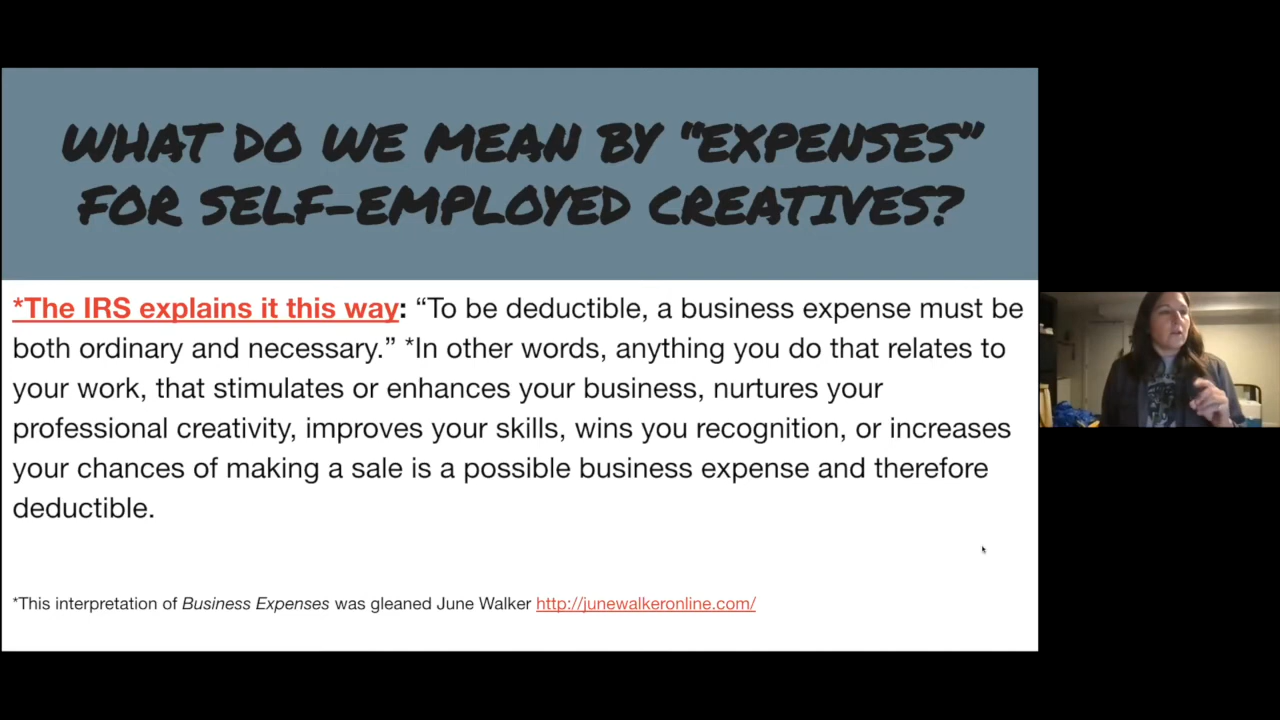 WHAT DO WE MEAN BY “EXPENSES”
FOR SELF-EMPLOYED CREATIVES?
*The IRS explains it this way: “To be deductible, a business expense must be
both ordinary and necessary.” *In other words, anything you do that relates to
your work, that stimulates or enhances your business, nurtures your
professional creativity, improves your skills, wins you recognition, or increases
your chances of making a sale is a possible business expense and therefore
deductible.
*This interpretation of Business Expenses was gleaned June Walker http://junewalkeronline.com/